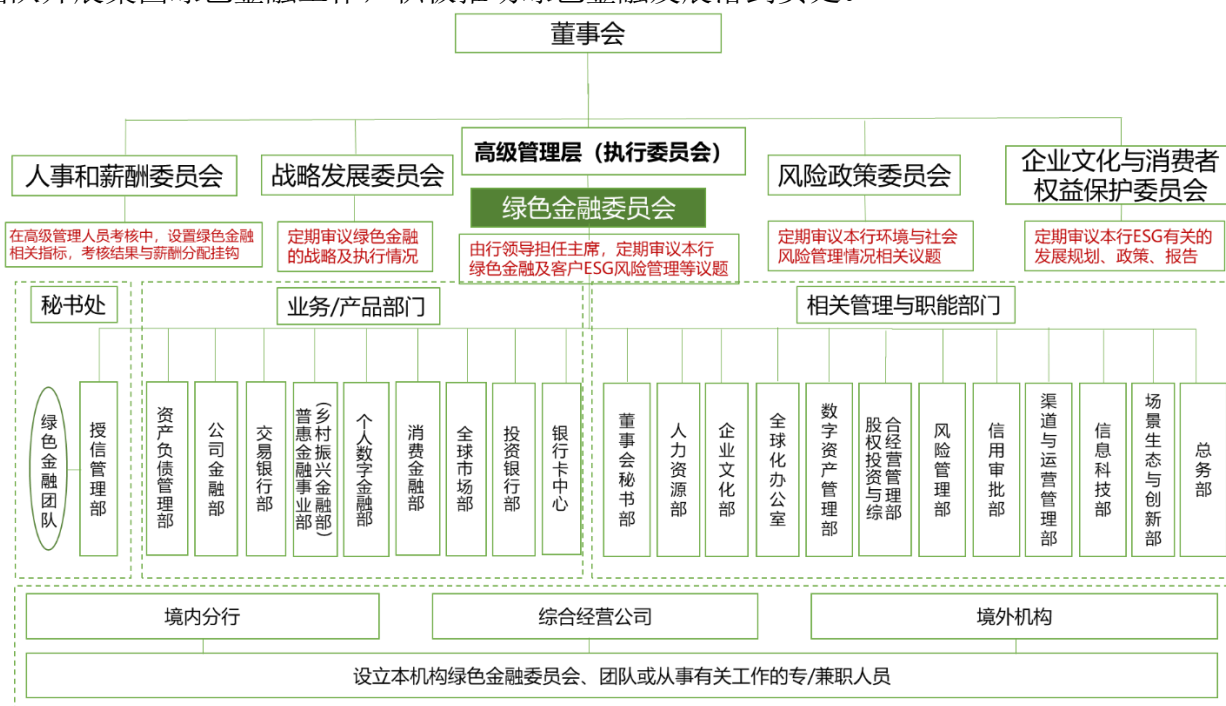 董事会
人事和薪酬委员会
战略发展委员会
高级管理层（执行委员会）
风险政策委员会
企业文化与消费者
权益保护委员会
绿色金融委员会
在高级管理人员考核中，设置绿色金融
相关指标，考核结果与薪酬分配挂钩
定期审议绿色金融
的战略及执行情况
由行领导担任主席，定期审议本行
绿色金融及客户ESG风险管理等议题
定期审议本行环境与社会
风险管理情况相关议题
定期审议本行ESG有关的
发展规划、政策、报告
秘书处
业务/产品部门
相关管理与职能部门
绿色金融团队
授信管理部
资产负债管理部
公司金融部
交易银行部
普惠金融事业部
（乡村振兴金融部）
个人数字金融部
消费金融部
全球市场部
投资银行部
银行卡中心
董事会秘书部
人力资源部
企业文化部
全球化办公室
数字资产管理部
股权投资与综
合经营管理部
风险管理部
信用审批部
渠道与运营管理部
信息科技部
场景生态与创新部
总务部
境内分行
综合经营公司
境外机构
设立本机构绿色金融委员会、团队或从事有关工作的专/兼职人员